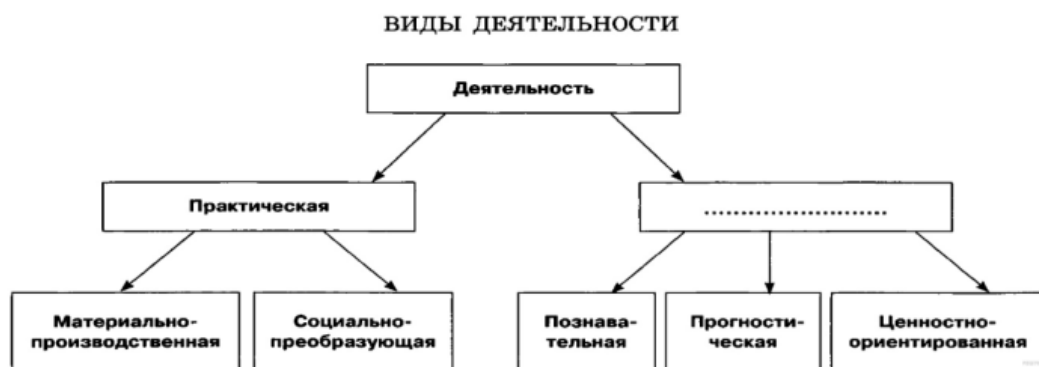 ВИДЫ ДЕЯТЕЛЬНОСТИ
Деятельность
Практическая
..........................
Материально-
производственная
Социально-
преобразующая
Познава-
тельная
Прогности-
ческая
Ценностно-
ориентированная